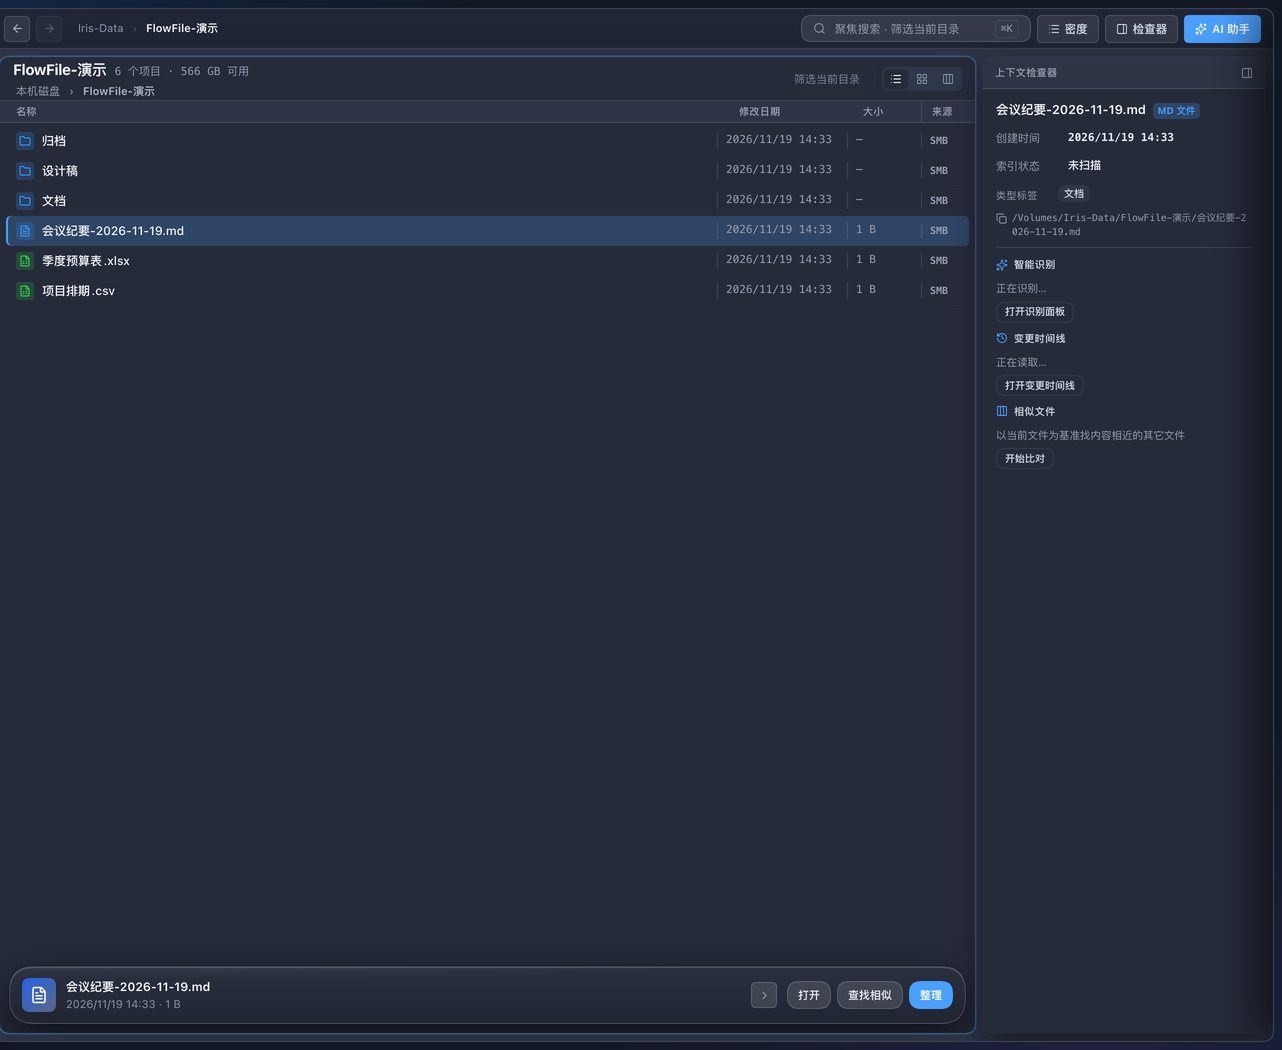 Iris-Data › FlowFile-演示
聚焦搜索 · 筛选当前目录 ⌘K
密度
检查器
AI 助手
FlowFile-演示 6 个项目 · 566 GB 可用
本机磁盘 › FlowFile-演示
筛选当前目录
名称 修改日期 大小 来源
归档 2026/11/19 14:33 — SMB
设计稿 2026/11/19 14:33 — SMB
文档 2026/11/19 14:33 — SMB
会议纪要-2026-11-19.md 2026/11/19 14:33 1 B SMB
季度预算表.xlsx 2026/11/19 14:33 1 B SMB
项目排期.csv 2026/11/19 14:33 1 B SMB
会议纪要-2026-11-19.md
2026/11/19 14:33 · 1 B
打开
查找相似
整理
上下文检查器
会议纪要-2026-11-19.md MD 文件
创建时间 2026/11/19 14:33
索引状态 未扫描
类型标签 文档
/Volumes/Iris-Data/FlowFile-演示/会议纪要-2
026-11-19.md
智能识别
正在识别...
打开识别面板
变更时间线
正在读取...
打开变更时间线
相似文件
以当前文件为基准找内容相近的其它文件
开始比对